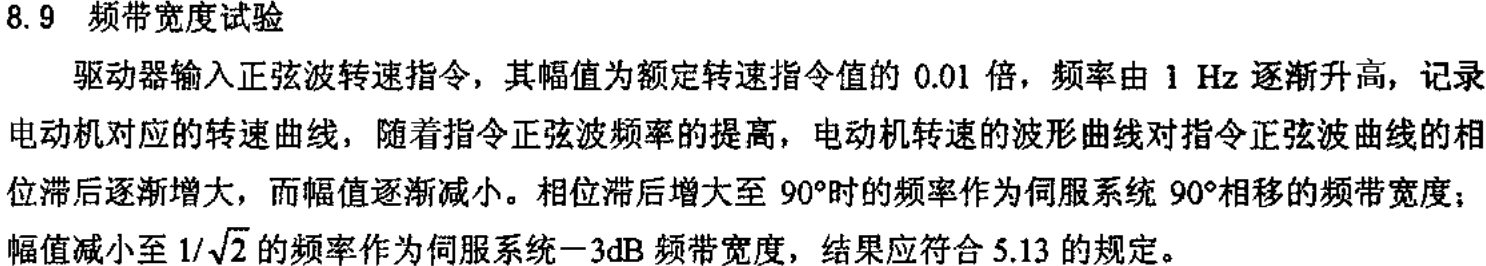 8.9 频带宽度试验
驱动器输入正弦波转速指令，其幅值为额定转速指令值的 0.01 倍，频率由 1 Hz 逐渐升高，记录
电动机对应的转速曲线，随着指令正弦波频率的提高，电动机转速的波形曲线对指令正弦波曲线的相
位滞后逐渐增大，而幅值逐渐减小。相位滞后增大至 90°时的频率作为伺服系统 90°相移的频带宽度；
幅值减小至 1/√2 的频率作为伺服系统－3dB 频带宽度，结果应符合 5.13 的规定。